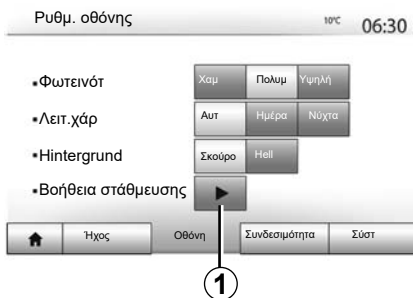 Ρυθμ. οθόνης 10°C 06:30
▪Φωτεινότ Χαμ Πολυμ Υψηλή
▪Λειτ.χάρ Αυτ Ημέρα Νύχτα
▪Hintergrund Σκούρο Hell
▪Βοήθεια στάθμευσης
Ήχος Οθόνη Συνδεσιμότητα Σύστ
1